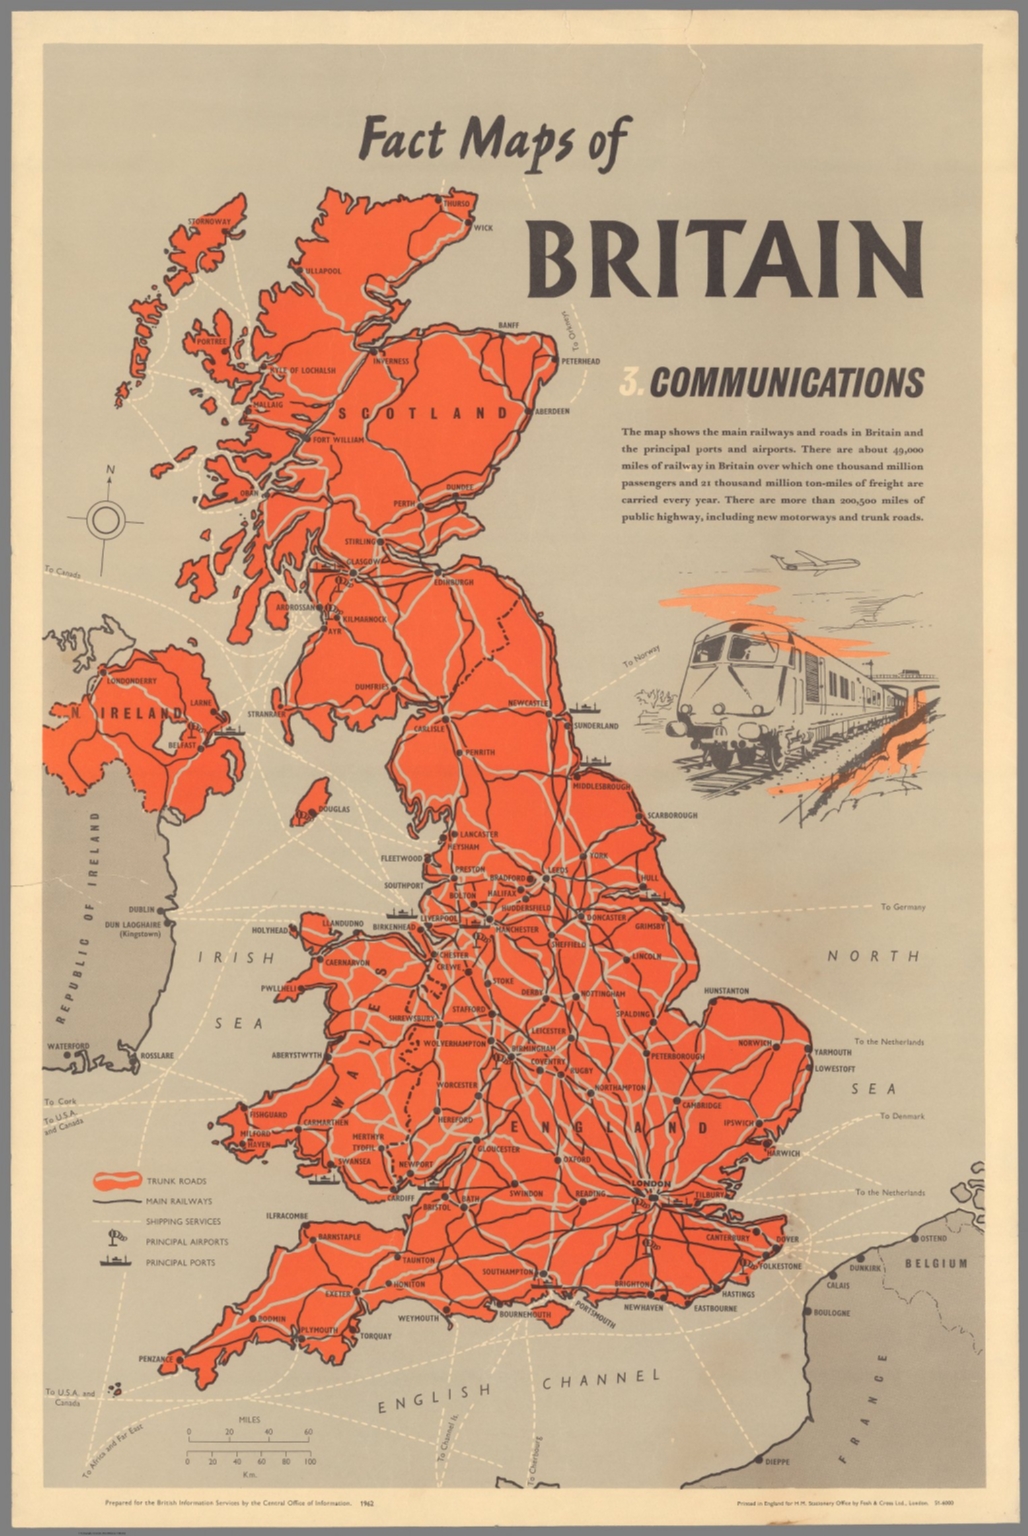 Fact Maps of
BRITAIN
3. COMMUNICATIONS
The map shows the main railways and roads in Britain and
the principal ports and airports. There are about 49,000
miles of railway in Britain over which one thousand million
passengers and 21 thousand million ton-miles of freight are
carried every year. There are more than 200,500 miles of
public highway, including new motorways and trunk roads.
THURSO
STORNOWAY
WICK
ULLAPOOL
To Orkney
BANFF
PORTREE
INVERNESS
PETERHEAD
KYLE OF LOCHALSH
MALLAIG
SCOTLAND
ABERDEEN
FORT WILLIAM
N
OBAN
DUNDEE
PERTH
STIRLING
GLASGOW
To Canada
EDINBURGH
ARDROSSAN
KILMARNOCK
AYR
To Norway
LONDONDERRY
DUMFRIES
LARNE
NEWCASTLE
N. IRELAND
STRANRAER
SUNDERLAND
CARLISLE
BELFAST
PENRITH
MIDDLESBROUGH
DOUGLAS
SCARBOROUGH
LANCASTER
HEYSHAM
FLEETWOOD
YORK
PRESTON
BRADFORD
LEEDS
HULL
SOUTHPORT
BOLTON
HALIFAX
HUDDERSFIELD
REPUBLIC OF IRELAND
DUBLIN
To Germany
LIVERPOOL
DONCASTER
DUN LAOGHAIRE
(Kingstown)
HOLYHEAD
LLANDUDNO
BIRKENHEAD
MANCHESTER
GRIMSBY
SHEFFIELD
IRISH
SEA
CHESTER
LINCOLN
NORTH
SEA
CAERNARVON
CREWE
PWLLHELI
STOKE
DERBY
NOTTINGHAM
HUNSTANTON
STAFFORD
SHREWSBURY
SPALDING
LEICESTER
WOLVERHAMPTON
NORWICH
To the Netherlands
WATERFORD
ROSSLARE
ABERYSTWYTH
BIRMINGHAM
PETERBOROUGH
YARMOUTH
COVENTRY
RUGBY
LOWESTOFT
WALES
WORCESTER
NORTHAMPTON
To Cork
To U.S.A.
and Canada
FISHGUARD
CAMBRIDGE
To Denmark
HEREFORD
CARMARTHEN
ENGLAND
IPSWICH
MILFORD
HAVEN
MERTHYR
TYDFIL
GLOUCESTER
HARWICH
SWANSEA
NEWPORT
OXFORD
TRUNK ROADS
LONDON
To the Netherlands
CARDIFF
BATH
SWINDON
READING
TILBURY
MAIN RAILWAYS
BRISTOL
ILFRACOMBE
SHIPPING SERVICES
BARNSTAPLE
CANTERBURY
DOVER
OSTEND
PRINCIPAL AIRPORTS
PRINCIPAL PORTS
TAUNTON
FOLKESTONE
DUNKIRK
BELGIUM
SOUTHAMPTON
CALAIS
HONITON
BRIGHTON
HASTINGS
EXETER
NEWHAVEN
EASTBOURNE
BOULOGNE
BODMIN
WEYMOUTH
BOURNEMOUTH
PORTSMOUTH
PLYMOUTH
TORQUAY
PENZANCE
FRANCE
ENGLISH CHANNEL
To U.S.A. and
Canada
To Africa and Far East
MILES
0 20 40 60
0 20 40 60 80 100
Km.
To Channel Is.
To Cherbourg
DIEPPE
Prepared for the British Information Services by the Central Office of Information. 1962
Printed in England for H.M. Stationery Office by Fosh & Cross Ltd., London. 51-6080